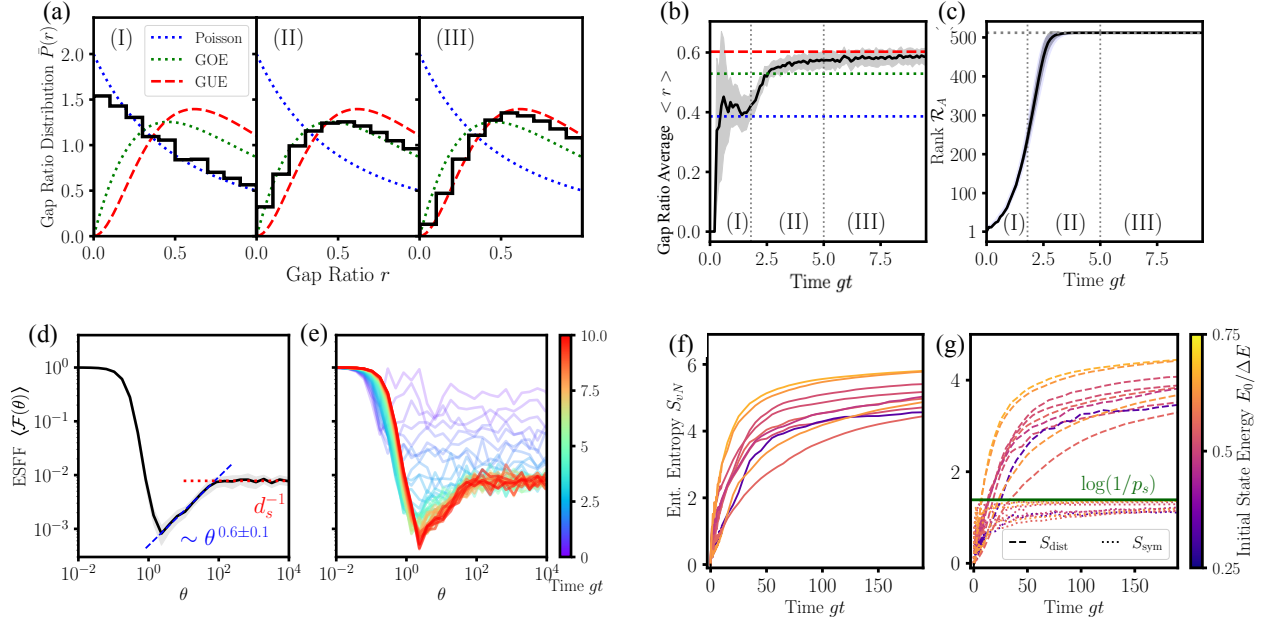 (a)
(I)
(II)
(III)
Poisson
GOE
GUE
Gap Ratio Distribution P̄(r)
2.0
1.5
1.0
0.5
0.0
0.0 0.5 0.0 0.5 0.0 0.5
Gap Ratio r
(b)
Gap Ratio Average < r >
0.6
0.4
0.2
0.0
(I) (II) (III)
0.0 2.5 5.0 7.5
Time gt
(c)
Rank R_A
500
400
300
200
100
1
(I) (II) (III)
0.0 2.5 5.0 7.5
Time gt
(d)
ESFF ⟨F(θ)⟩
10^0
10^{-1}
10^{-2}
10^{-3}
d_s^{-1}
∼ θ^{0.6±0.1}
10^{-2} 10^0 10^2 10^4
θ
(e)
10^{-2} 10^0 10^2 10^4
θ
10.0
7.5
5.0
2.5
0
Time gt
(f)
Ent. Entropy S_{vN}
6
4
2
0
0 50 100 150
Time gt
(g)
4
2
0
log(1/p_s)
S_dist S_sym
0 50 100 150
Time gt
0.75
0.5
0.25
Initial State Energy E_0/ΔE